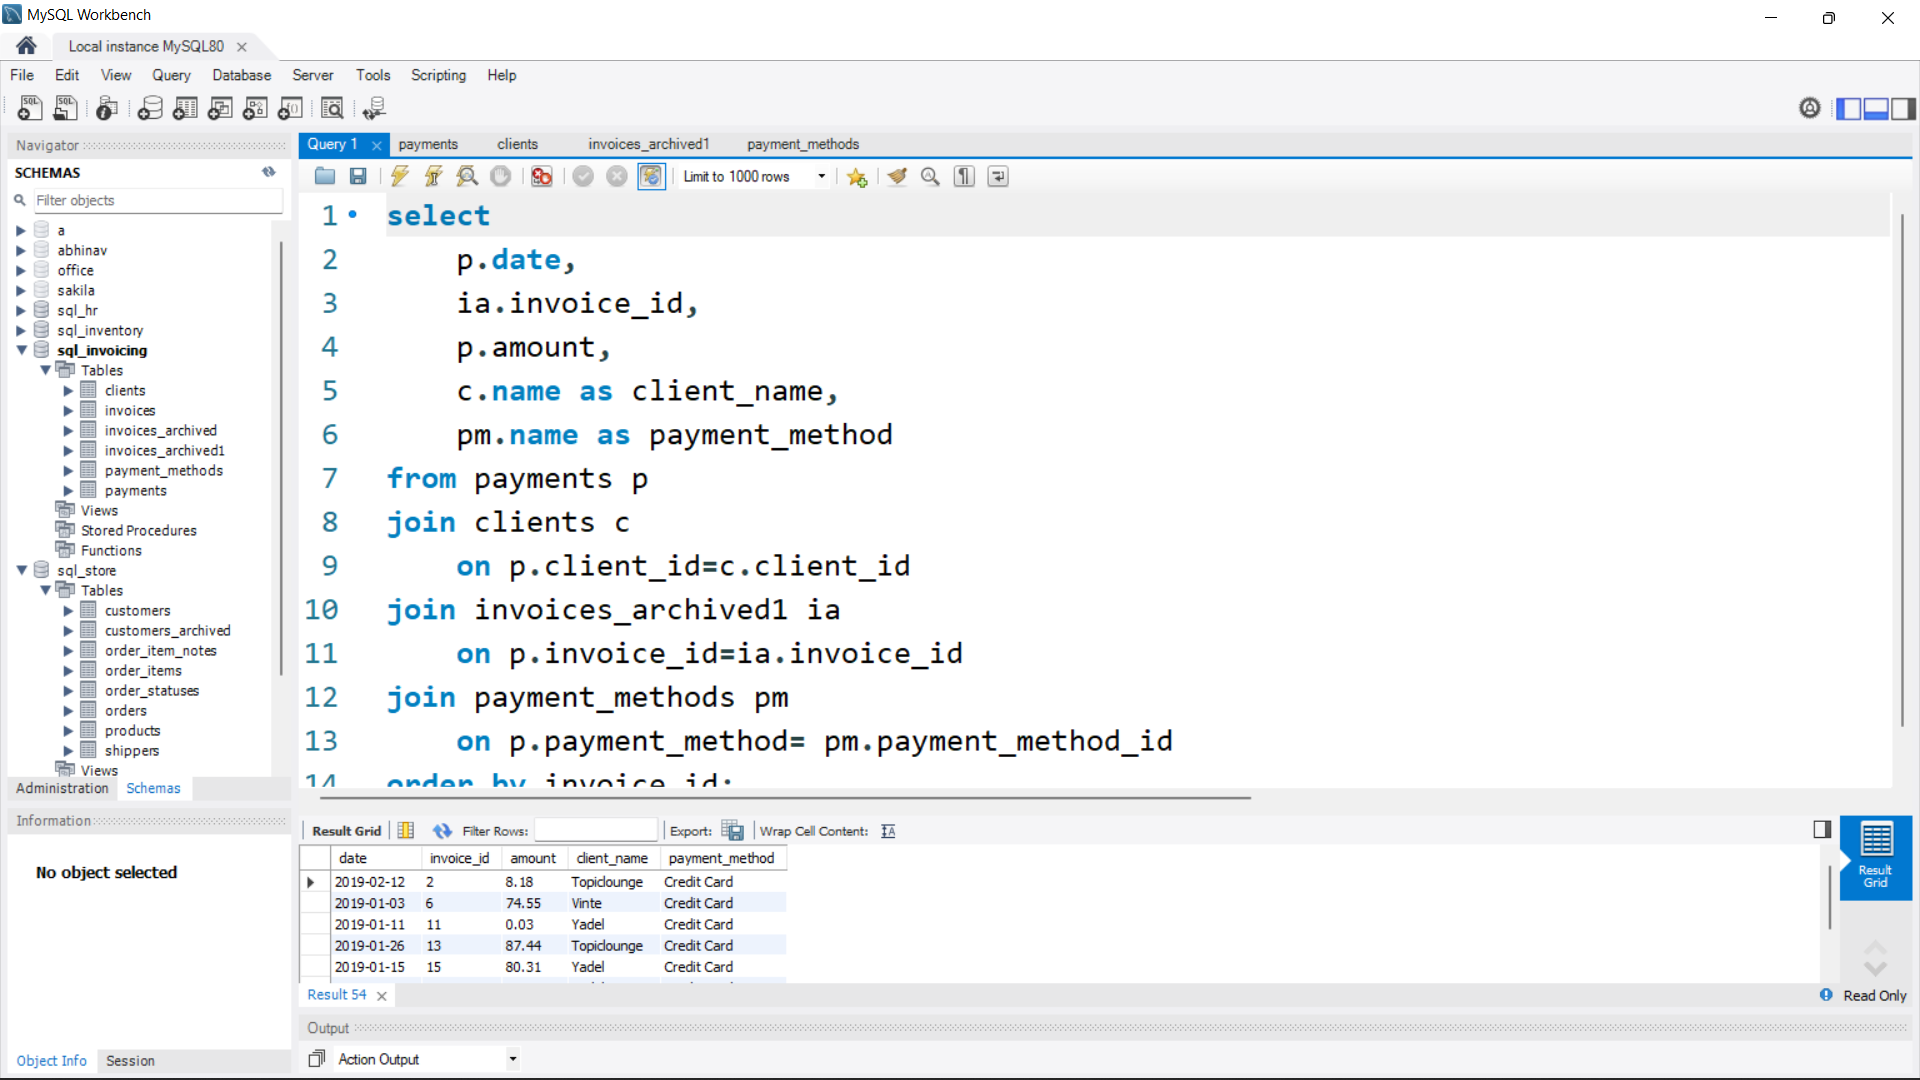 MySQL Workbench
Local instance MySQL80
File Edit View Query Database Server Tools Scripting Help
Navigator
SCHEMAS
Filter objects
a
abhinav
office
sakila
sql_hr
sql_inventory
sql_invoicing
Tables
clients
invoices
invoices_archived
invoices_archived1
payment_methods
payments
Views
Stored Procedures
Functions
sql_store
Tables
customers
customers_archived
order_item_notes
order_items
order_statuses
orders
products
shippers
Views
Administration Schemas
Information
No object selected
Object Info Session
Query 1 payments clients invoices_archived1 payment_methods
Limit to 1000 rows
1 select
2 p.date,
3 ia.invoice_id,
4 p.amount,
5 c.name as client_name,
6 pm.name as payment_method
7 from payments p
8 join clients c
9 on p.client_id=c.client_id
10 join invoices_archived1 ia
11 on p.invoice_id=ia.invoice_id
12 join payment_methods pm
13 on p.payment_method= pm.payment_method_id
14 order by invoice_id;
Result Grid Filter Rows: Export: Wrap Cell Content:
date invoice_id amount client_name payment_method
2019-02-12 2 8.18 Topiclounge Credit Card
2019-01-03 6 74.55 Vinte Credit Card
2019-01-11 11 0.03 Yadel Credit Card
2019-01-26 13 87.44 Topiclounge Credit Card
2019-01-15 15 80.31 Yadel Credit Card
Result Grid
Result 54
Read Only
Output
Action Output